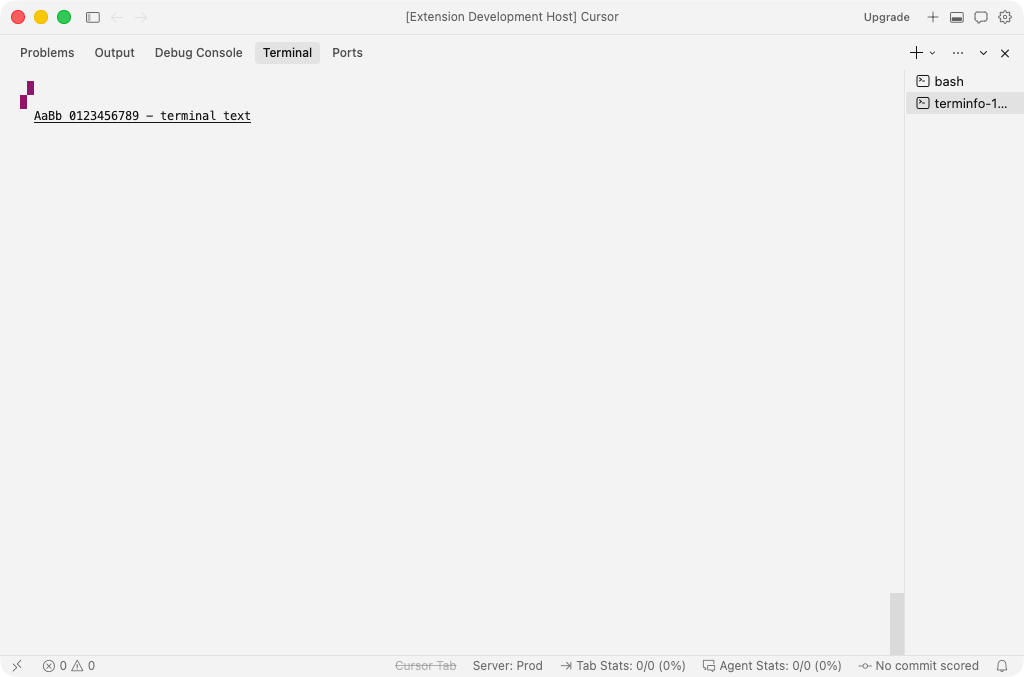 [Extension Development Host] Cursor
Upgrade
Problems Output Debug Console Terminal Ports
bash
terminfo-1...
AaBb 0123456789 – terminal text
0 0 Cursor Tab Server: Prod Tab Stats: 0/0 (0%) Agent Stats: 0/0 (0%) No commit scored